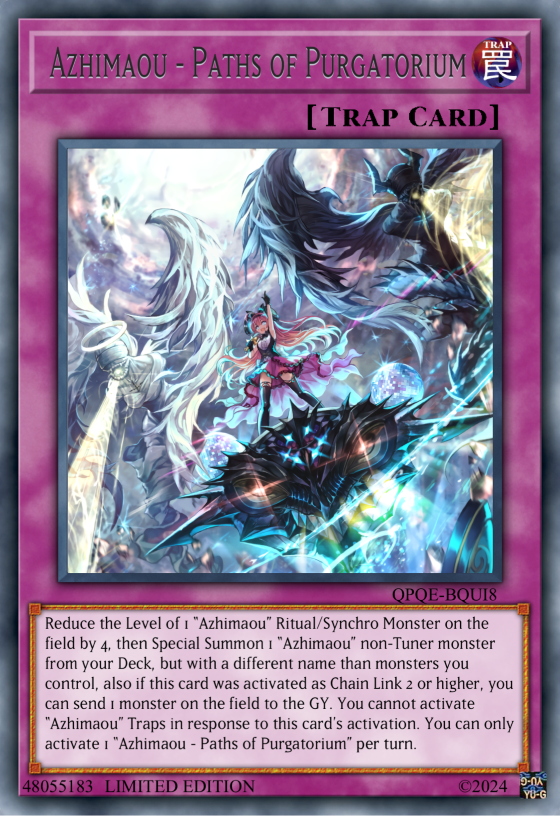 Azhimaou - Paths of Purgatorium
TRAP
罠
[Trap Card]
QPQE-BQUI8
Reduce the Level of 1 "Azhimaou" Ritual/Synchro Monster on the
field by 4, then Special Summon 1 "Azhimaou" non-Tuner monster
from your Deck, but with a different name than monsters you
control, also if this card was activated as Chain Link 2 or higher, you
can send 1 monster on the field to the GY. You cannot activate
"Azhimaou" Traps in response to this card's activation. You can only
activate 1 "Azhimaou - Paths of Purgatorium" per turn.
48055183 LIMITED EDITION
©2024
YU-G
YU-G